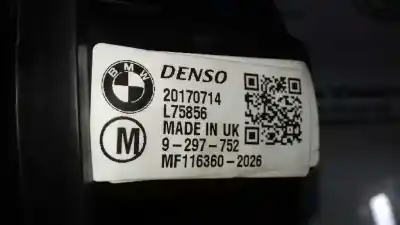 BMW
DENSO
20170714
L75856
M
MADE IN UK
9-297-752
MF116360-2026